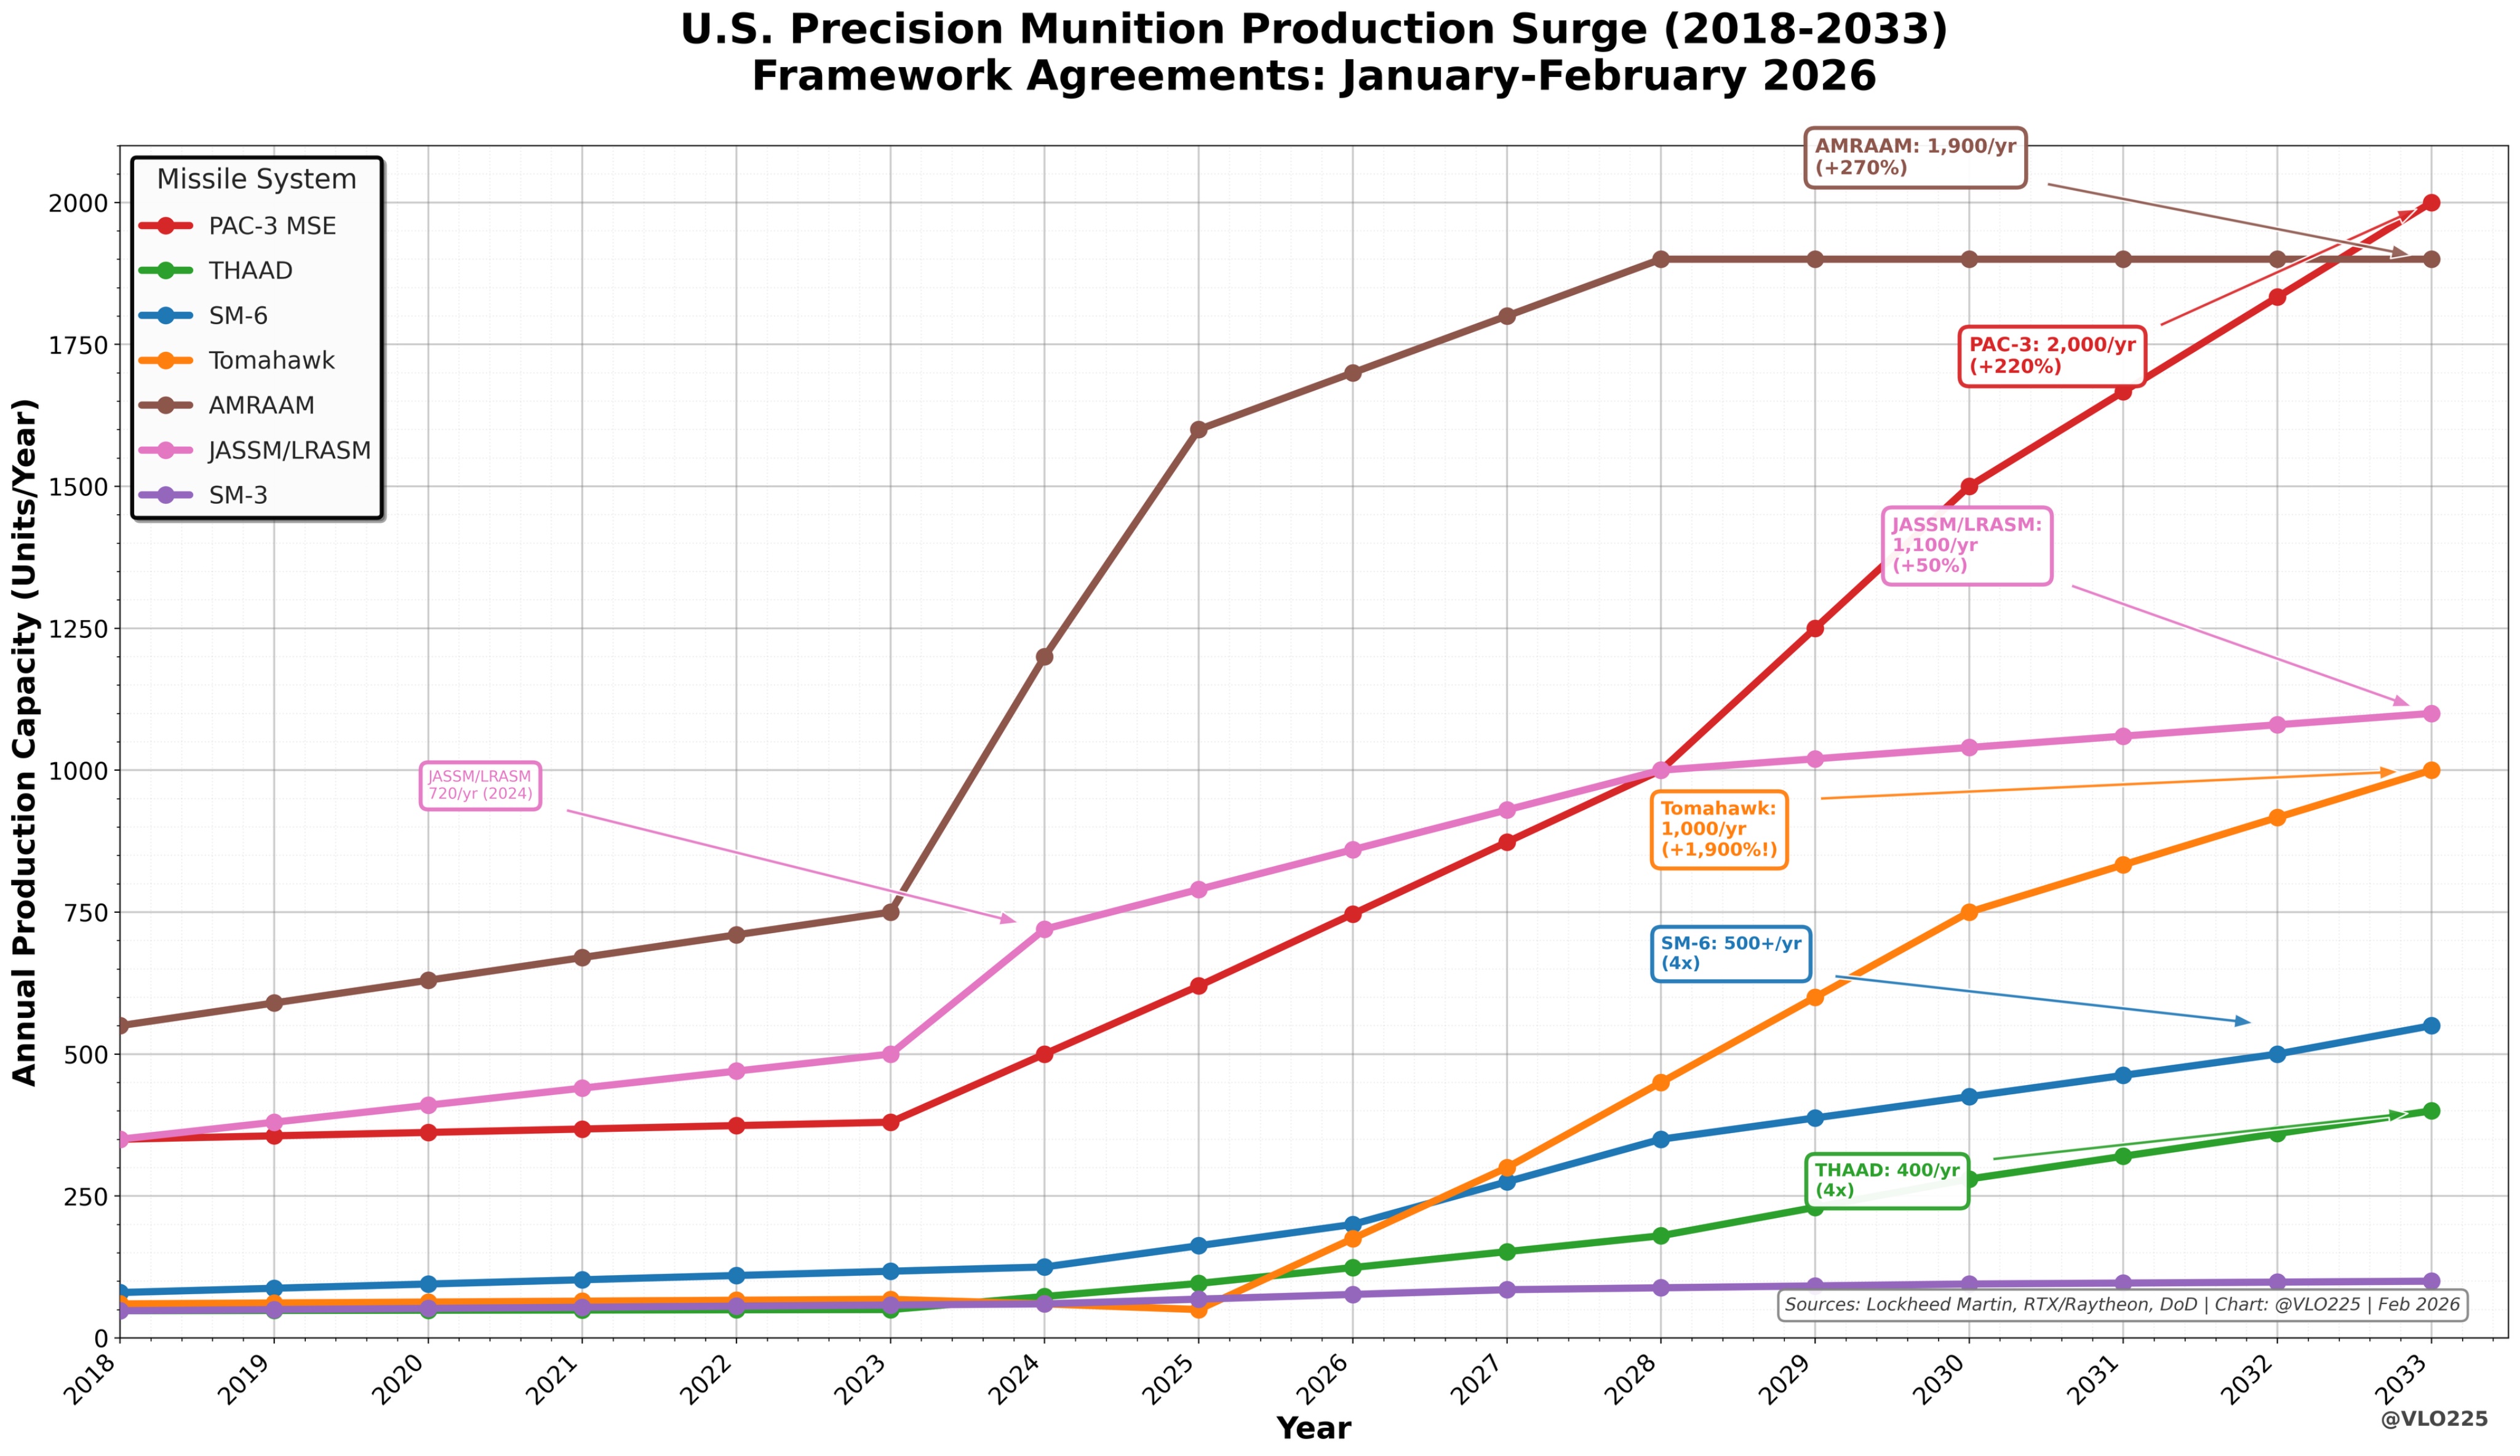 U.S. Precision Munition Production Surge (2018-2033)
Framework Agreements: January-February 2026
Annual Production Capacity (Units/Year)
2000
1750
1500
1250
1000
750
500
250
0
Missile System
PAC-3 MSE
THAAD
SM-6
Tomahawk
AMRAAM
JASSM/LRASM
SM-3
AMRAAM: 1,900/yr
(+270%)
PAC-3: 2,000/yr
(+220%)
JASSM/LRASM:
1,100/yr
(+50%)
JASSM/LRASM
720/yr (2024)
Tomahawk:
1,000/yr
(+1,900%!)
SM-6: 500+/yr
(4x)
THAAD: 400/yr
(4x)
Sources: Lockheed Martin, RTX/Raytheon, DoD | Chart: @VLO225 | Feb 2026
2018
2019
2020
2021
2022
2023
2024
2025
2026
2027
2028
2029
2030
2031
2032
2033
Year
@VLO225